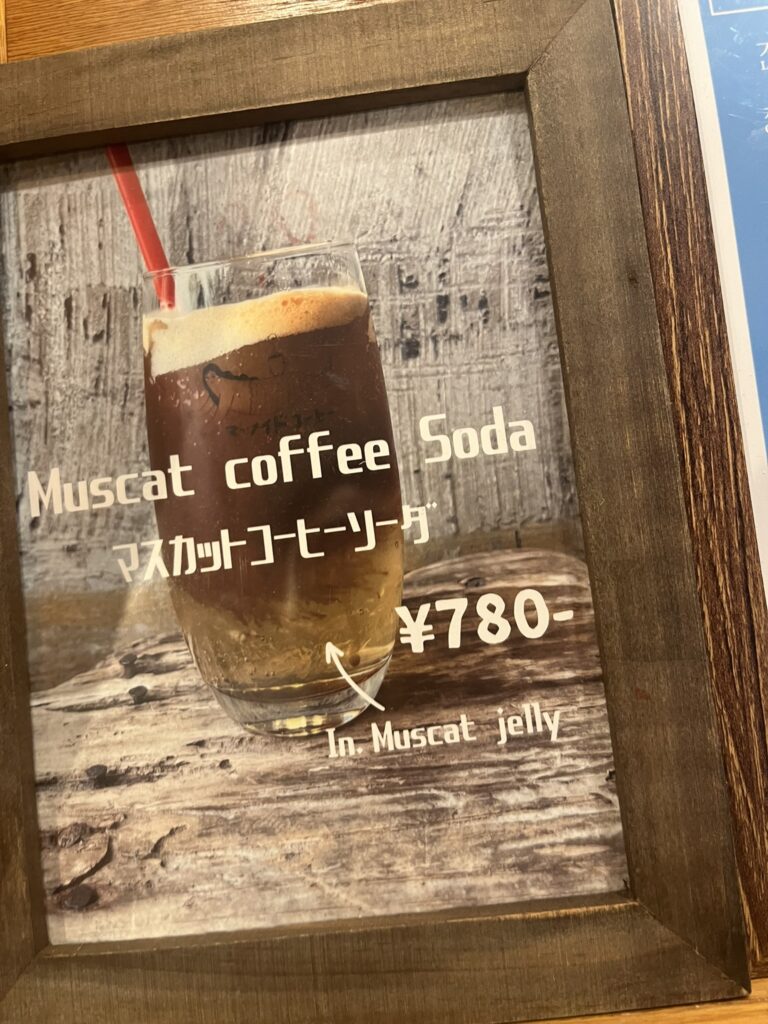 Muscat coffee Soda
マスカットコーヒーソーダ
¥780-
In. Muscat jelly